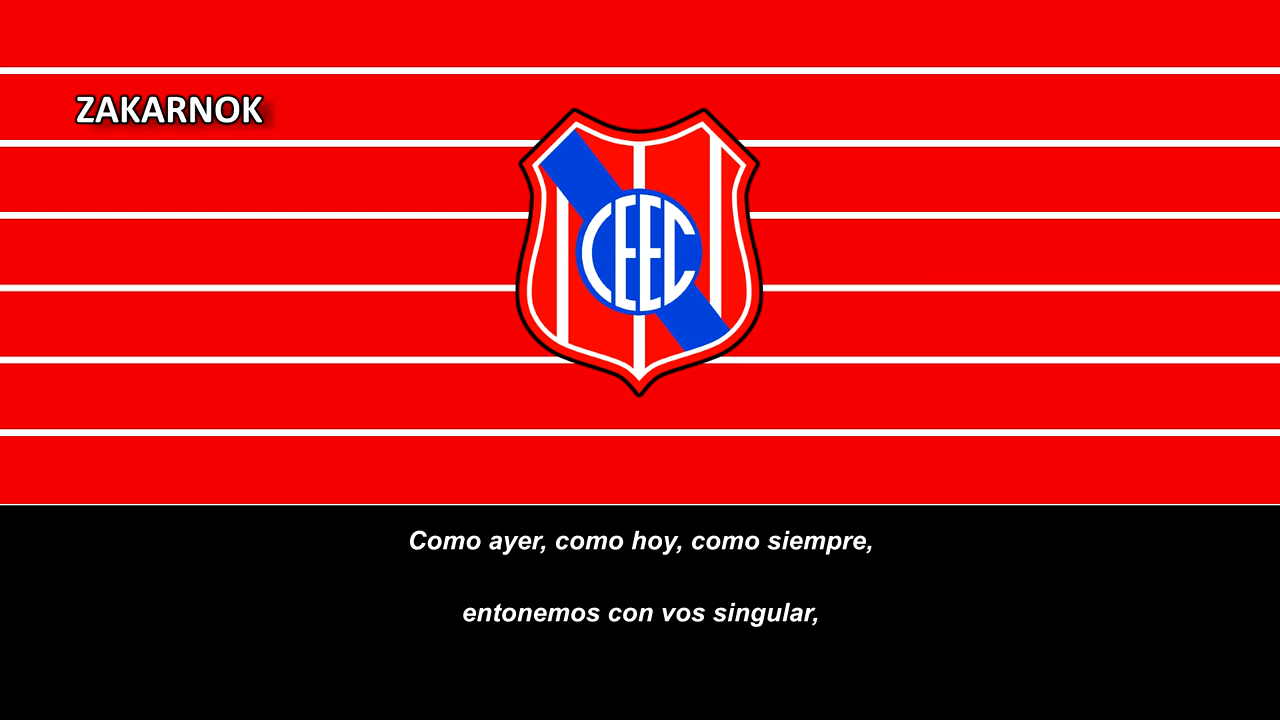 ZAKARNOK
CEEC
Como ayer, como hoy, como siempre,
entonemos con vos singular,